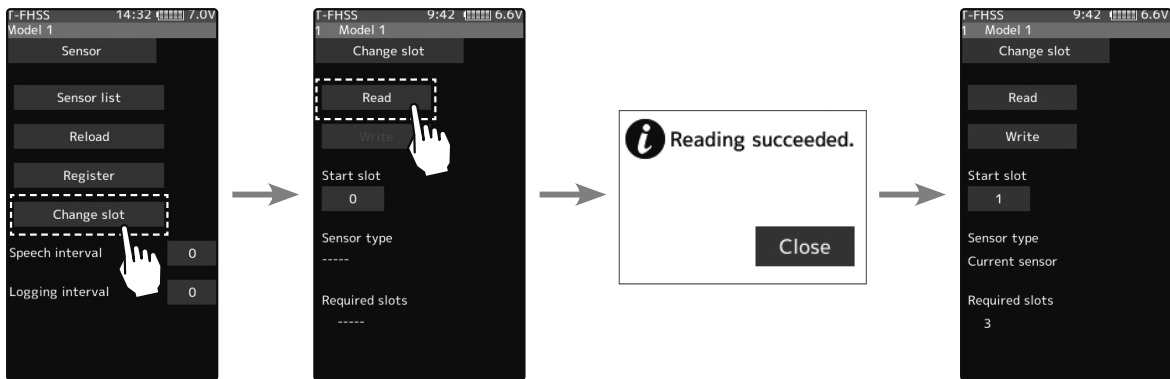 T-FHSS 14:32 7.0V
Model 1
Sensor
Sensor list
Reload
Register
Change slot
Speech interval 0
Logging interval 0
T-FHSS 9:42 6.6V
1 Model 1
Change slot
Read
Write
Start slot
0
Sensor type
-----
Required slots
-----
i Reading succeeded.
Close
T-FHSS 9:42 6.6V
1 Model 1
Change slot
Read
Write
Start slot
1
Sensor type
Current sensor
Required slots
3